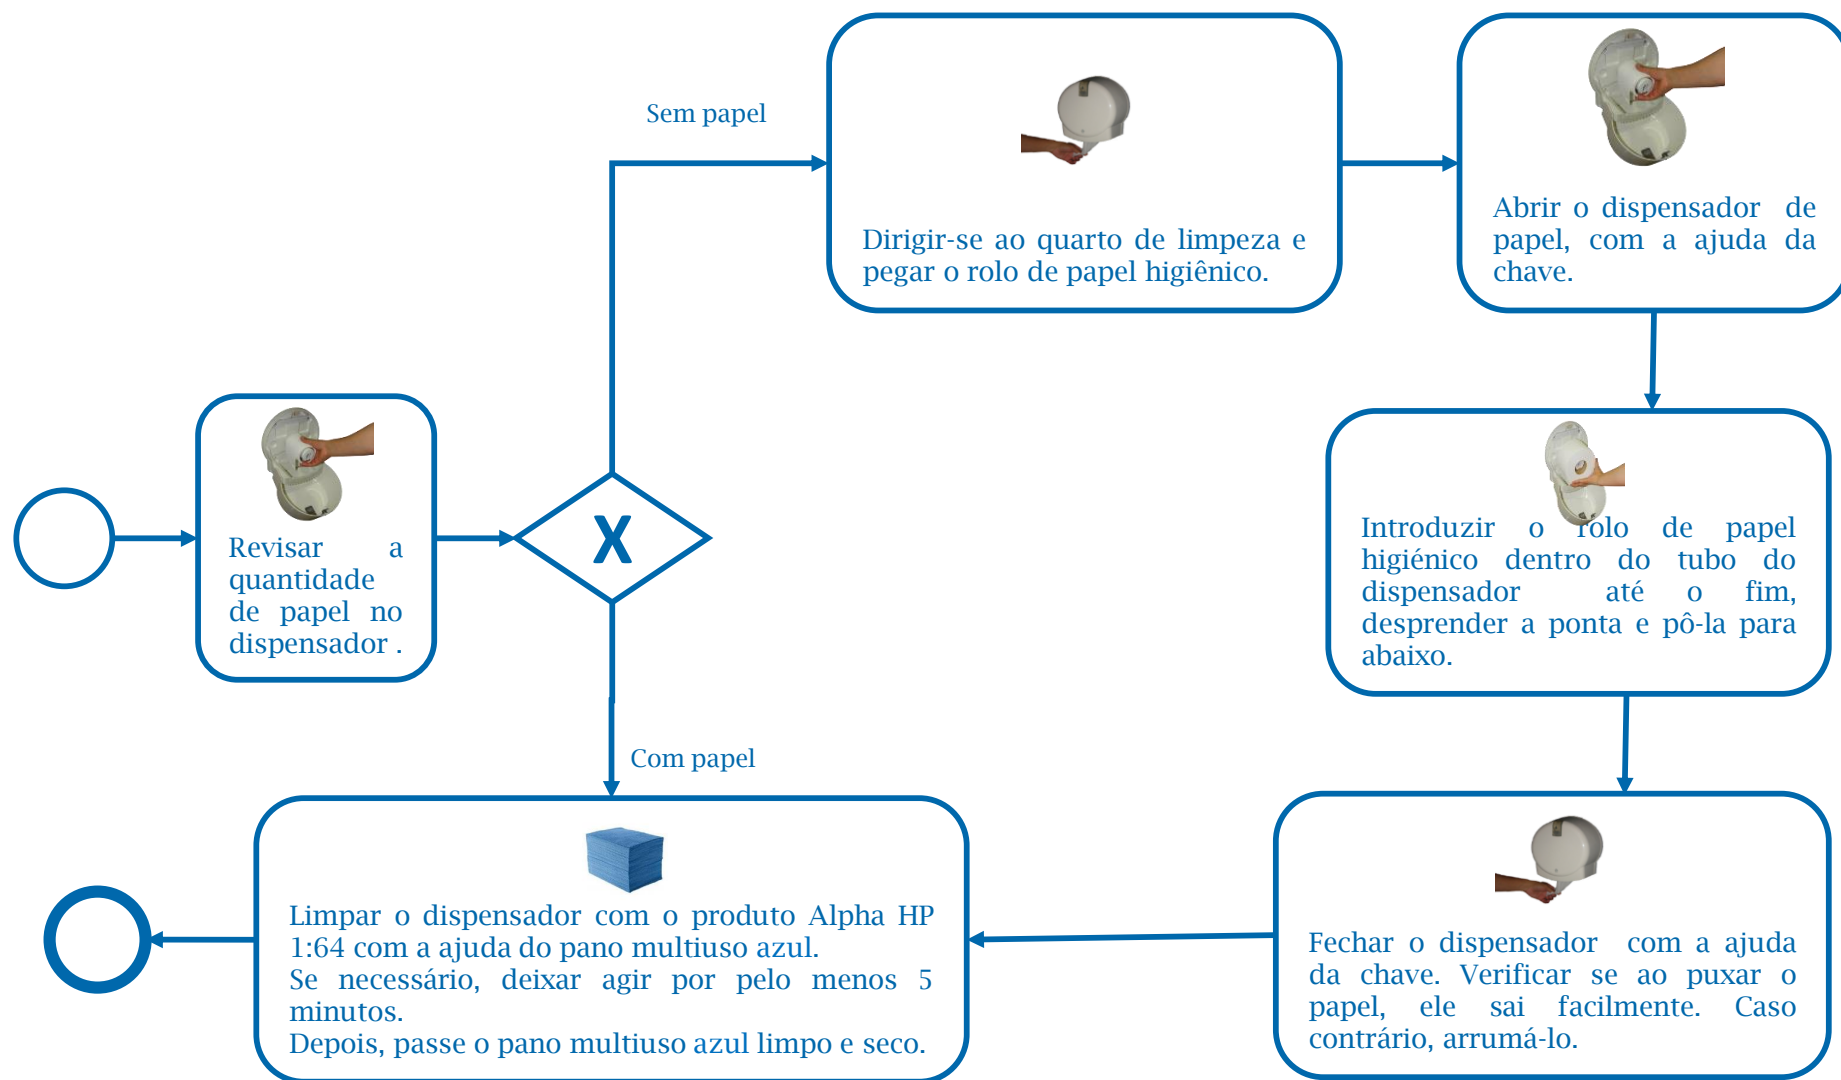 Revisar a
quantidade
de papel no
dispensador .
X
Sem papel
Dirigir-se ao quarto de limpeza e
pegar o rolo de papel higiênico.
Abrir o dispensador de
papel, com a ajuda da
chave.
Introduzir o rolo de papel
higiénico dentro do tubo do
dispensador até o fim,
desprender a ponta e pô-la para
abaixo.
Fechar o dispensador com a ajuda
da chave. Verificar se ao puxar o
papel, ele sai facilmente. Caso
contrário, arrumá-lo.
Com papel
Limpar o dispensador com o produto Alpha HP
1:64 com a ajuda do pano multiuso azul.
Se necessário, deixar agir por pelo menos 5
minutos.
Depois, passe o pano multiuso azul limpo e seco.